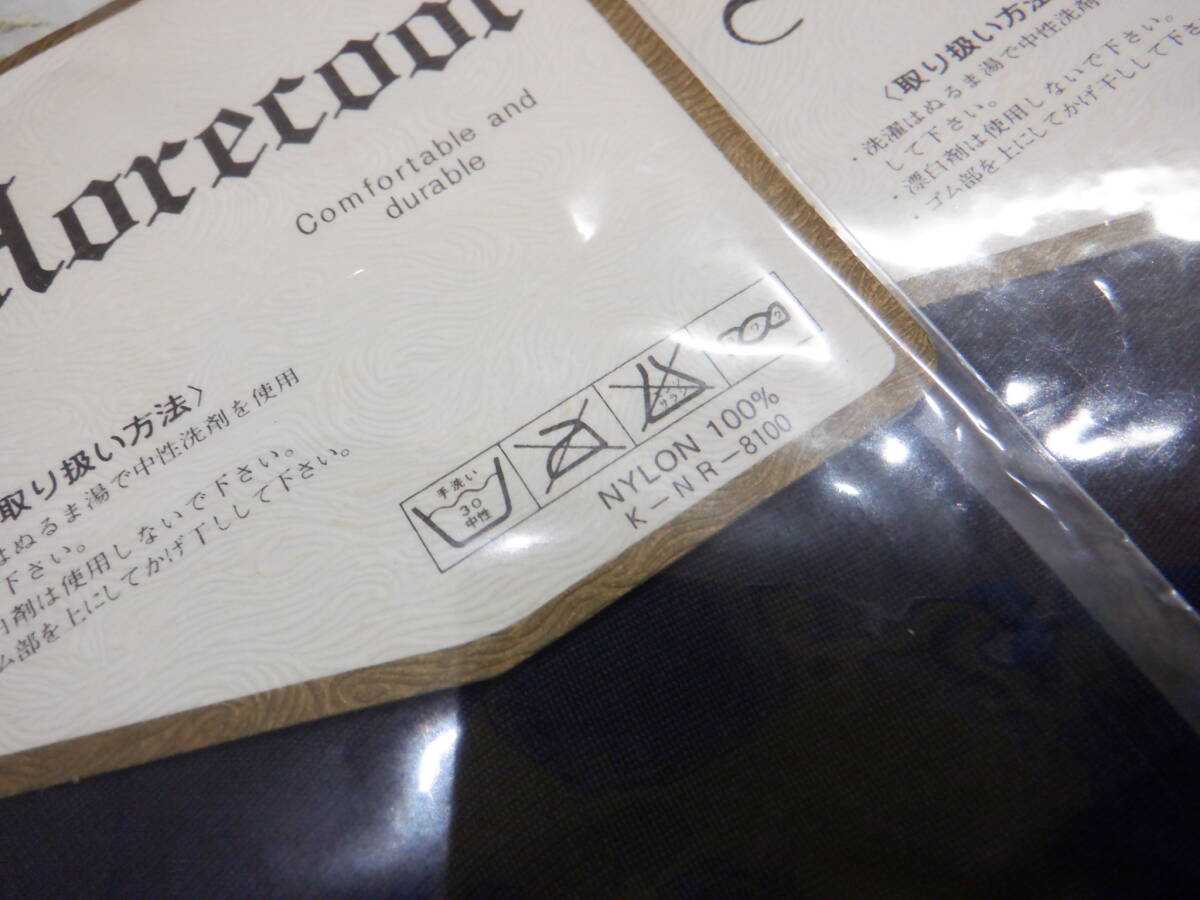 Comfortable and
durable
取り扱い方法〉
はぬるま湯で中性洗剤を使用
下さい。
白剤は使用しないで下さい。
ム部を上にしてかげ干しして下さい。
手洗い
30
中性
NYLON 100%
K—NR—8100
〈取り扱い方法
・洗濯はぬるま湯で中性洗剤
して下さい。
・漂白剤は使用しないで下さい。
・ゴム部を上にしてかげ干しして下さ